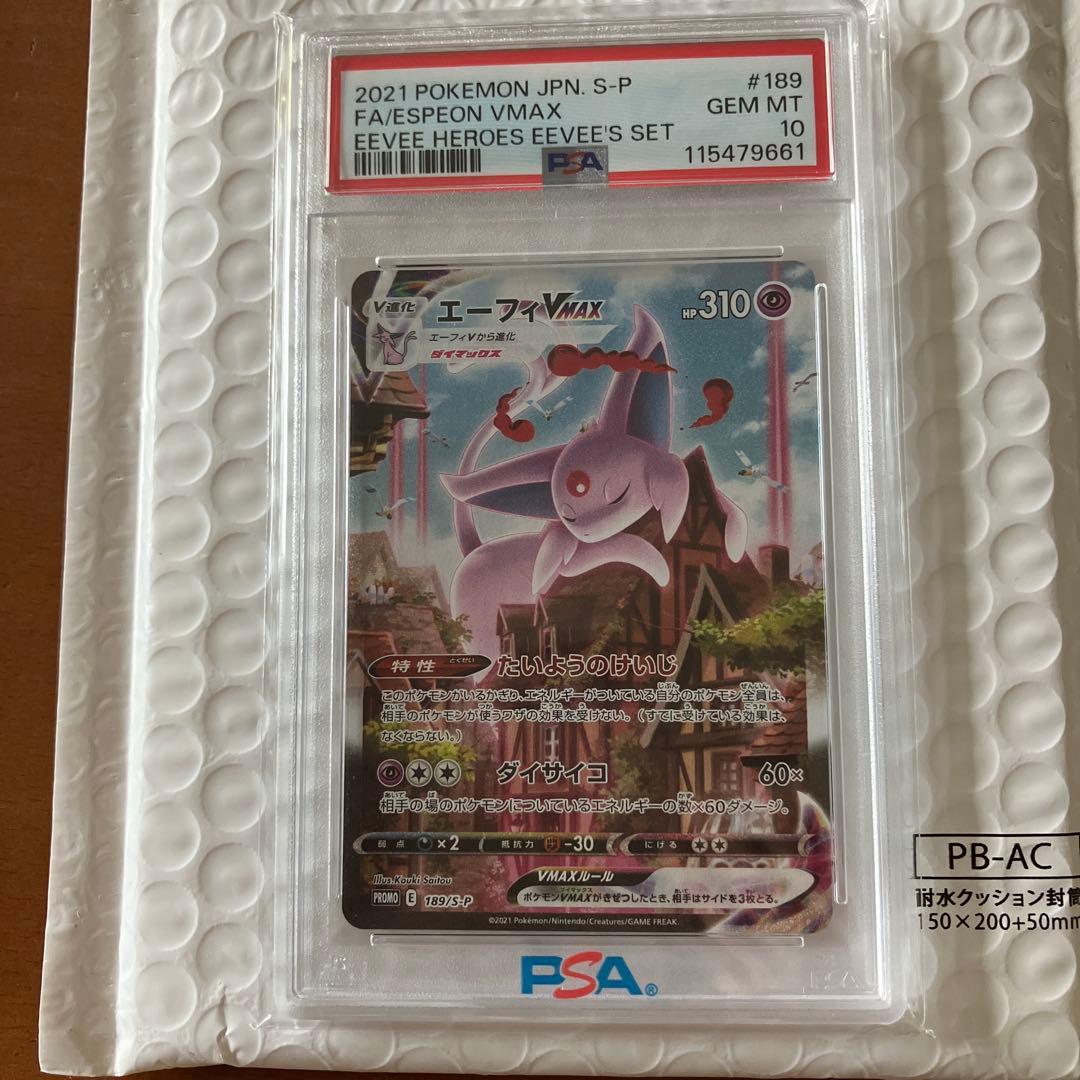 2021 POKEMON JPN. S-P #189
FA/ESPEON VMAX GEM MT
EEVEE HEROES EEVEE'S SET 10
PSA 115479661
V進化 エーフィVMAX HP310
エーフィVから進化
ダイマックス
特性 とくせい たいようのけいじ
このポケモンがいるかぎり、エネルギーがついている自分のポケモン全員は、
相手のポケモンが使うワザの効果を受けない。（すでに受けている効果は、
なくならない。）
ダイサイコ 60×
相手の場のポケモンについているエネルギーの数×60ダメージ。
弱点 ×2 抵抗力 -30 にげる
Illus. Kouki Saitou
VMAXルール
PROMO E 189/S-P
ポケモンVMAXがきぜつしたとき、相手はサイドを3枚とる。
©2021 Pokémon/Nintendo/Creatures/GAME FREAK.
PSA®
PB-AC
耐水クッション封筒
150×200+50mm